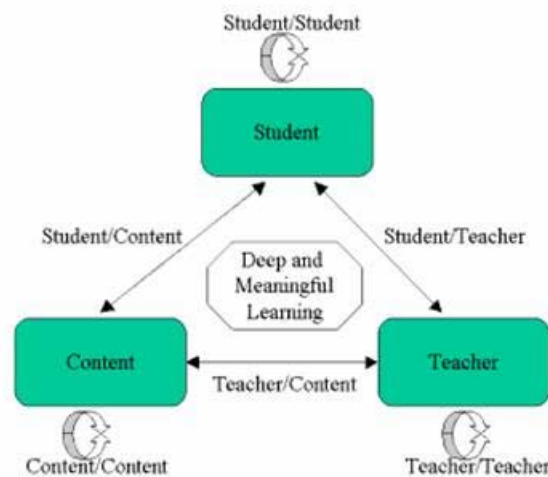 Student/Student
Student
Student/Content
Student/Teacher
Deep and
Meaningful
Learning
Content
Teacher
Teacher/Content
Content/Content
Teacher/Teacher